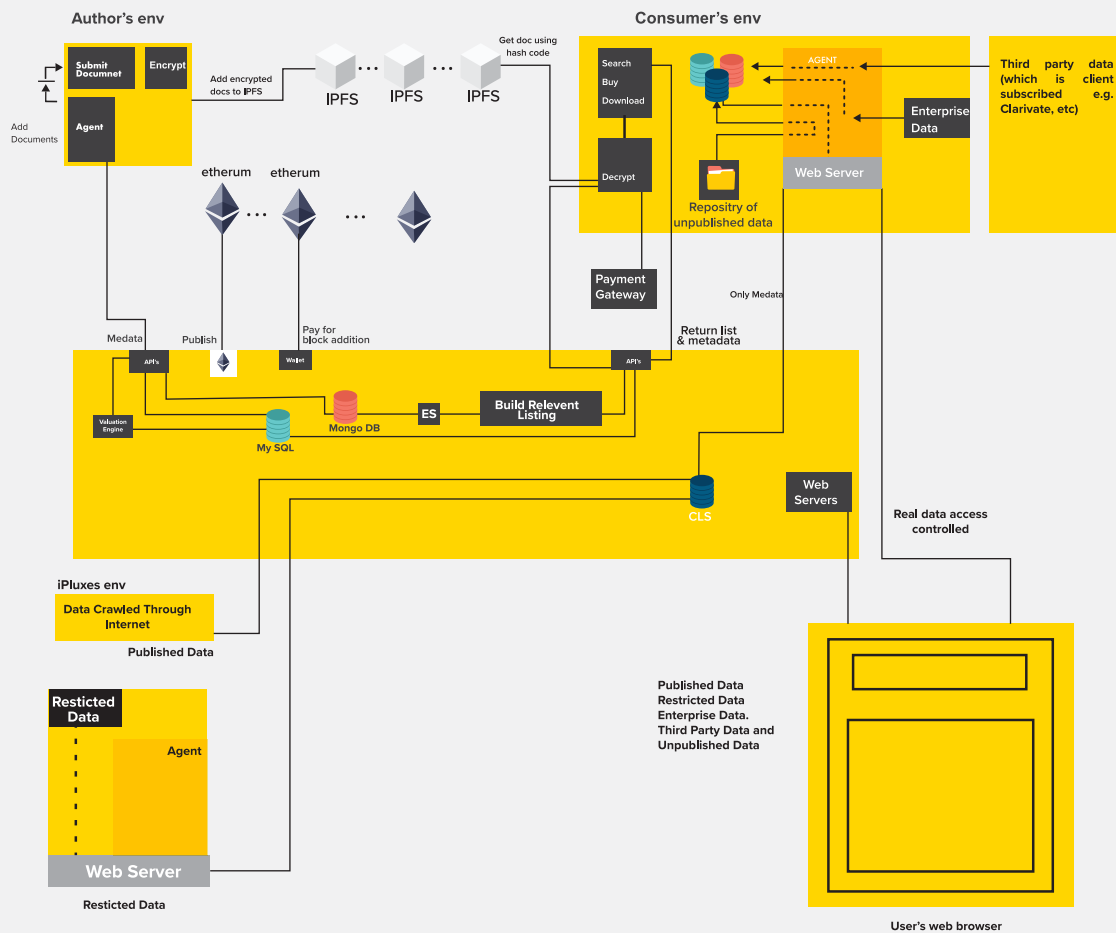 Author's env
Consumer's env
Submit
Documnet
Encrypt
Agent
Add
Documents
Add encrypted
docs to IPFS
IPFS
IPFS
IPFS
Get doc using
hash code
Search
Buy
Download
Decrypt
AGENT
Enterprise
Data
Web Server
Repositry of
unpublished data
Third party data
(which is client
subscribed e.g.
Clarivate, etc)
etherum
etherum
Payment
Gateway
Only Medata
Return list
& metadata
Medata
Publish
Pay for
block addition
API's
Wallet
API's
Valuation
Engine
My SQL
Mongo DB
ES
Build Relevent
Listing
CLS
Web
Servers
Real data access
controlled
iPluxes env
Data Crawled Through
Internet
Published Data
Resticted
Data
Agent
Web Server
Resticted Data
Published Data
Restricted Data
Enterprise Data.
Third Party Data and
Unpublished Data
User's web browser